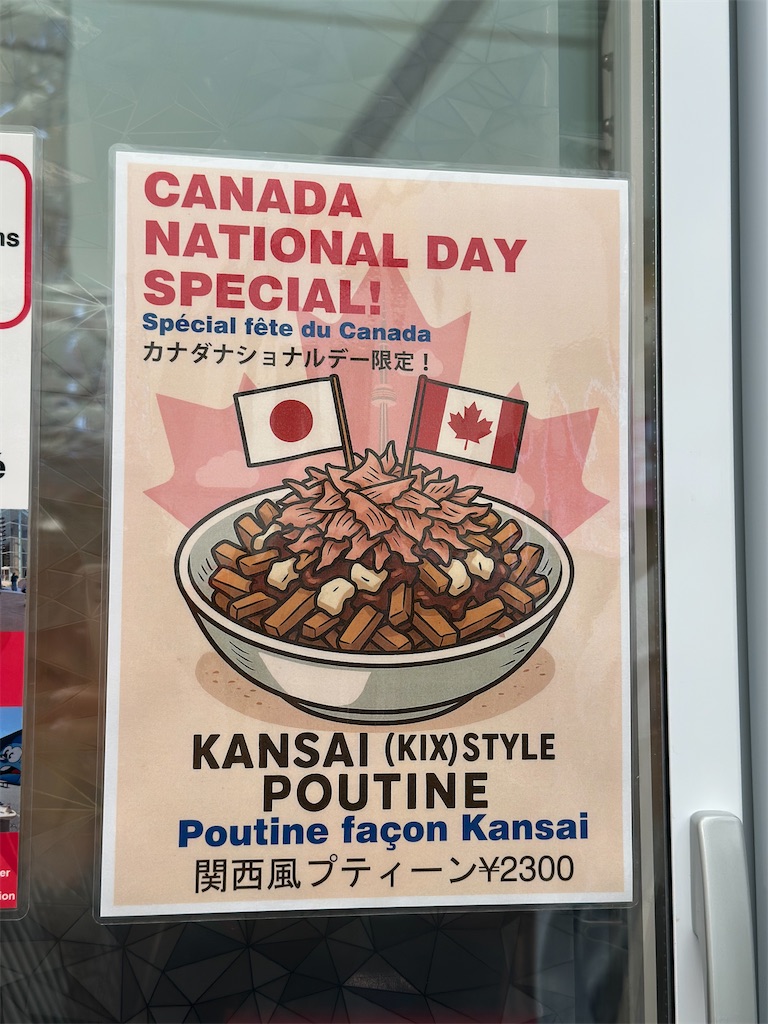 CANADA
NATIONAL DAY
SPECIAL!
Spécial fête du Canada
カナダナショナルデー限定！
KANSAI (KIX) STYLE
POUTINE
Poutine façon Kansai
関西風プティーン¥2300